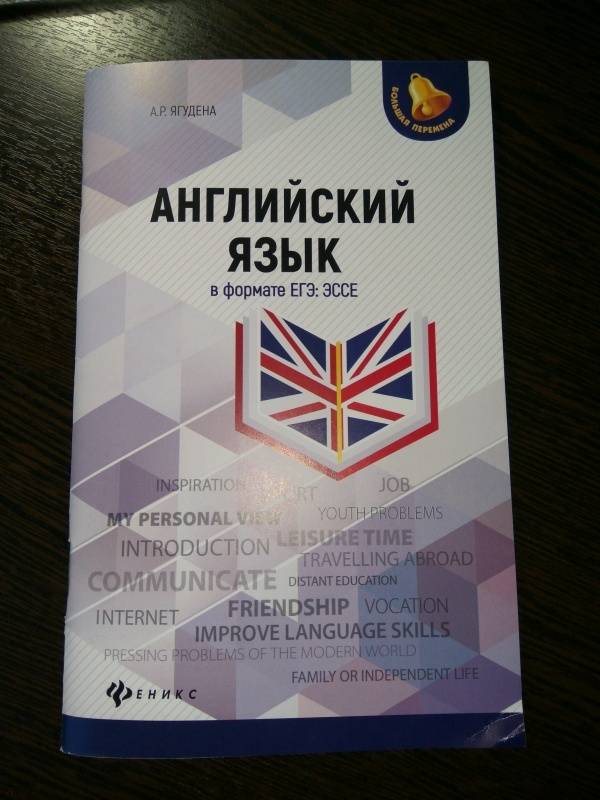 А.Р. ЯГУДЕНА
БОЛЬШАЯ ПЕРЕМЕНА
АНГЛИЙСКИЙ
ЯЗЫК
в формате ЕГЭ: ЭССЕ
INSPIRATION
JOB
MY PERSONAL VIEW
YOUTH PROBLEMS
INTRODUCTION
LEISURE TIME
TRAVELLING ABROAD
COMMUNICATE
DISTANT EDUCATION
INTERNET
FRIENDSHIP
VOCATION
IMPROVE LANGUAGE SKILLS
PRESSING PROBLEMS OF THE MODERN WORLD
FAMILY OR INDEPENDENT LIFE
ФЕНИКС